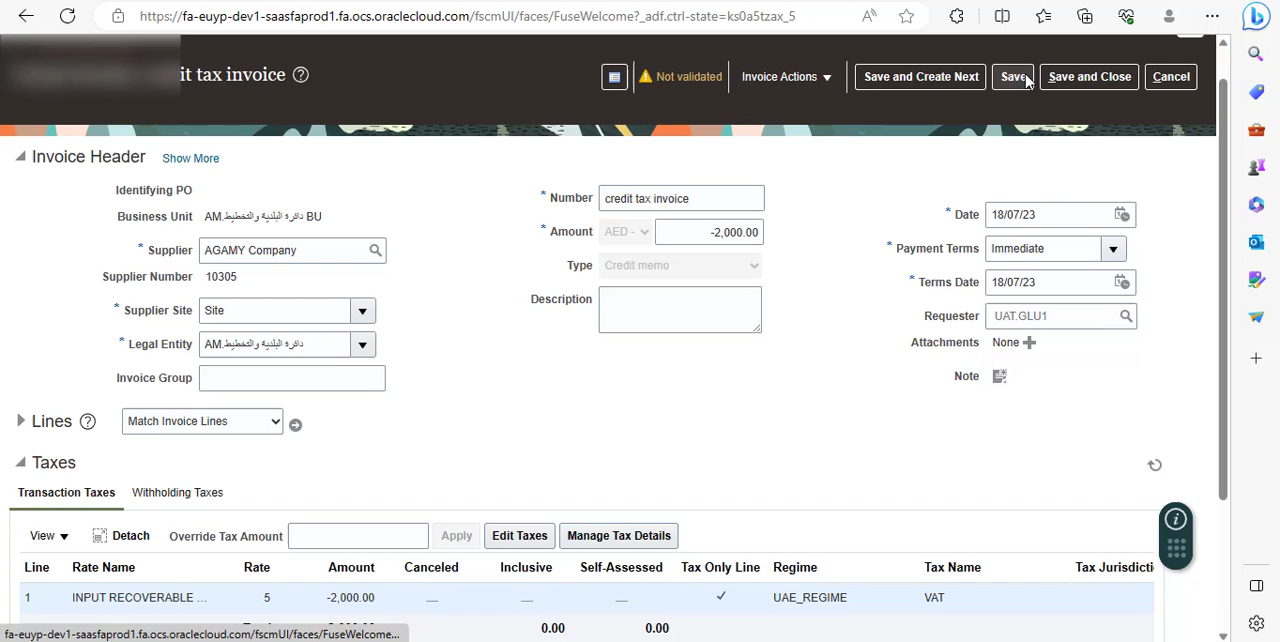 https://fa-euyp-dev1-saasfaprod1.fa.ocs.oraclecloud.com/fscmUI/faces/FuseWelcome?_adf.ctrl-state=ks0a5tzax_5
it tax invoice
Not validated
Invoice Actions
Save and Create Next
Save
Save and Close
Cancel
Invoice Header Show More
Identifying PO
Business Unit AM.دائرة البلدية والتخطيط BU
* Supplier AGAMY Company
Supplier Number 10305
* Supplier Site Site
* Legal Entity AM.دائرة البلدية والتخطيط
Invoice Group
* Number credit tax invoice
* Amount AED - -2,000.00
Type Credit memo
Description
* Date 18/07/23
* Payment Terms Immediate
* Terms Date 18/07/23
Requester UAT.GLU1
Attachments None
Note
Lines Match Invoice Lines
Taxes
Transaction Taxes Withholding Taxes
View Detach Override Tax Amount Apply Edit Taxes Manage Tax Details
Line Rate Name Rate Amount Canceled Inclusive Self-Assessed Tax Only Line Regime Tax Name Tax Jurisdicti
1 INPUT RECOVERABLE ... 5 -2,000.00 UAE_REGIME VAT
0.00 0.00
fa-euyp-dev1-saasfaprod1.fa.ocs.oraclecloud.com/fscmUI/faces/FuseWelcome...